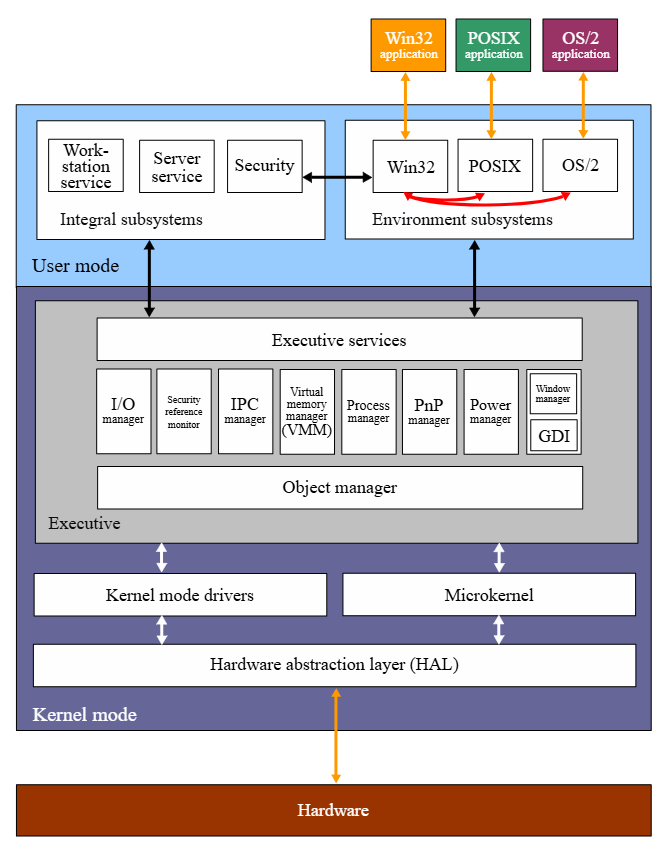 Win32
application
POSIX
application
OS/2
application
Work-
station
service
Server
service
Security
Integral subsystems
Win32
POSIX
OS/2
Environment subsystems
User mode
Executive services
I/O
manager
Security
reference
monitor
IPC
manager
Virtual
memory
manager
(VMM)
Process
manager
PnP
manager
Power
manager
Window
manager
GDI
Object manager
Executive
Kernel mode drivers
Microkernel
Hardware abstraction layer (HAL)
Kernel mode
Hardware